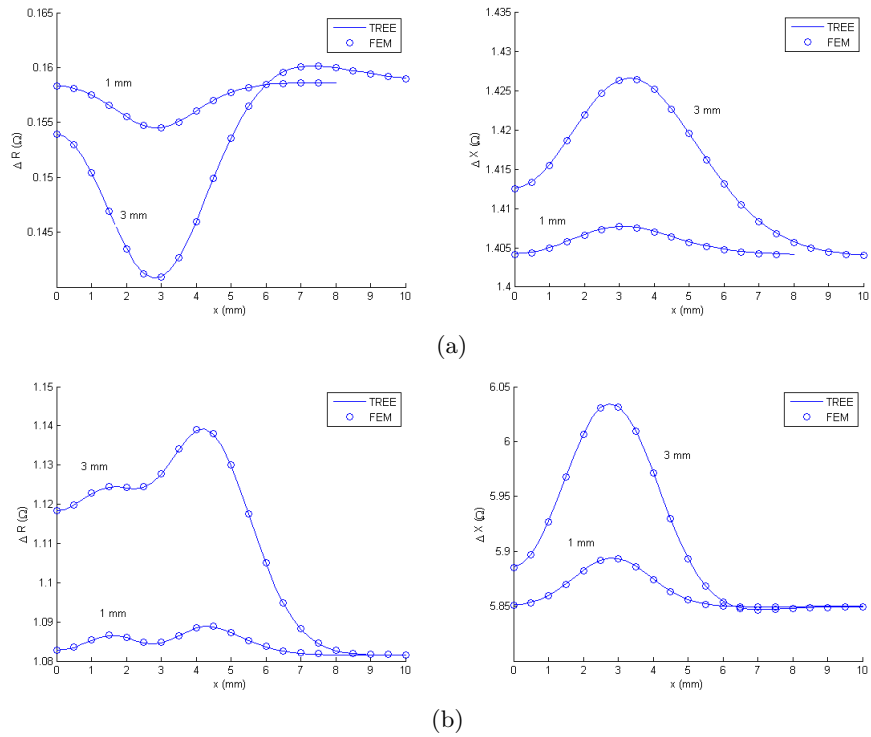 0.165
0.16
0.155
0.15
0.145
Δ R (Ω)
0 1 2 3 4 5 6 7 8 9 10
x (mm)
TREE
FEM
1 mm
3 mm
1.435
1.43
1.425
1.42
1.415
1.41
1.405
1.4
Δ X (Ω)
0 1 2 3 4 5 6 7 8 9 10
x (mm)
TREE
FEM
3 mm
1 mm
(a)
1.15
1.14
1.13
1.12
1.11
1.1
1.09
1.08
Δ R (Ω)
0 1 2 3 4 5 6 7 8 9 10
x (mm)
TREE
FEM
3 mm
1 mm
6.05
6
5.95
5.9
5.85
Δ X (Ω)
0 1 2 3 4 5 6 7 8 9 10
x (mm)
TREE
FEM
3 mm
1 mm
(b)